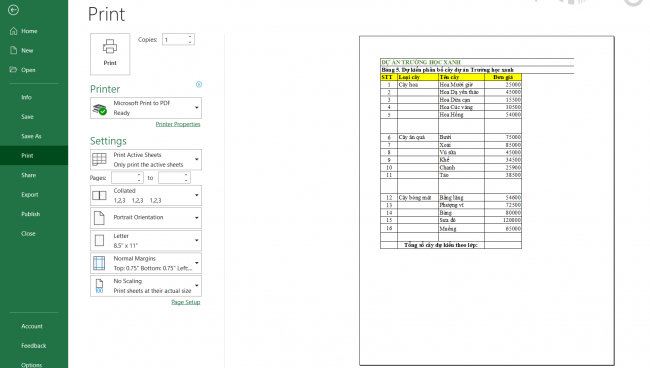 Print
Home
New
Open
Info
Save
Save As
Print
Share
Export
Publish
Close
Account
Feedback
Options
Print
Copies: 1
Printer
Microsoft Print to PDF
Ready
Printer Properties
Settings
Print Active Sheets
Only print the active sheets
Pages: to
Collated
1,2,3 1,2,3 1,2,3
Portrait Orientation
Letter
8.5" x 11"
Normal Margins
Top: 0.75" Bottom: 0.75" Left:...
No Scaling
100
Print sheets at their actual size
Page Setup
DỰ ÁN TRƯỜNG HỌC XANH
Bảng 5. Dự kiến phân bố cây dự án Trường học xanh
STT Loại cây Tên cây Đơn giá
1 Cây hoa Hoa Mười giờ 25000
2 Hoa Dạ yến thảo 45000
3 Hoa Dừa cạn 15500
4 Hoa Cúc vàng 30500
5 Hoa Hồng 54000
6 Cây ăn quả Bưởi 75000
7 Xoài 85000
8 Vú sữa 45000
9 Khế 34500
10 Chanh 25900
11 Táo 38500
12 Cây bóng mát Bằng lăng 54600
13 Phượng vĩ 72500
14 Bàng 80000
15 Sưa đỏ 120000
16 Muồng 65000
Tổng số cây dự kiến theo lớp: